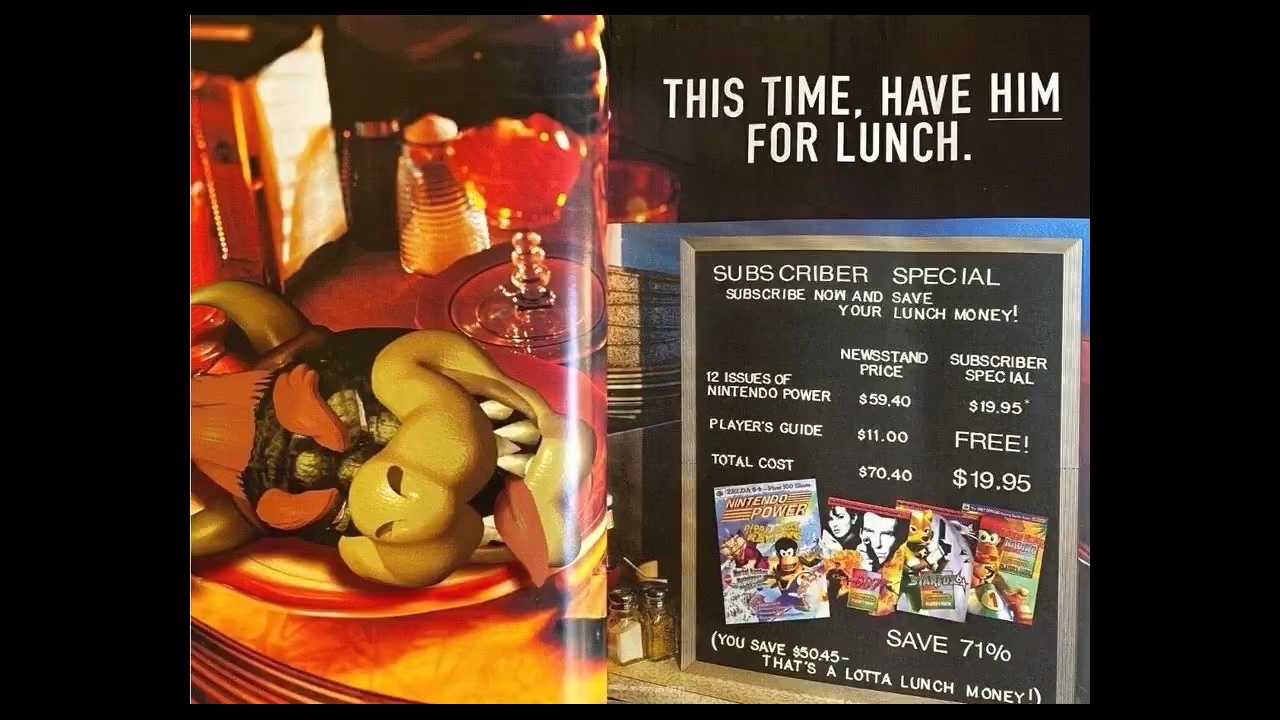 THIS TIME, HAVE HIM
FOR LUNCH.
SUBSCRIBER SPECIAL
SUBSCRIBE NOW AND SAVE
YOUR LUNCH MONEY!
NEWSSTAND PRICE
SUBSCRIBER SPECIAL
12 ISSUES OF NINTENDO POWER
$59.40
$19.95*
PLAYER'S GUIDE
$11.00
FREE!
TOTAL COST
$70.40
$19.95
NINTENDO
POWER
SAVE 71%
(YOU SAVE $50.45-
THAT'S A LOTTA LUNCH MONEY!)